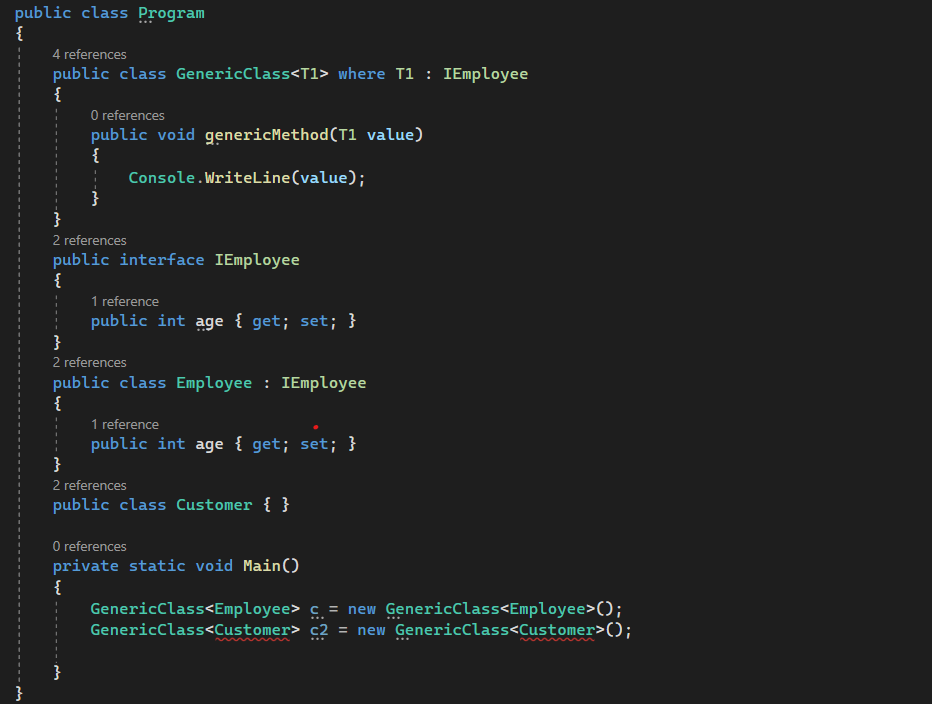 public class Program
{
4 references
public class GenericClass<T1> where T1 : IEmployee
{
0 references
public void genericMethod(T1 value)
{
Console.WriteLine(value);
}
}
2 references
public interface IEmployee
{
1 reference
public int age { get; set; }
}
2 references
public class Employee : IEmployee
{
1 reference
public int age { get; set; }
}
2 references
public class Customer { }
0 references
private static void Main()
{
GenericClass<Employee> c = new GenericClass<Employee>();
GenericClass<Customer> c2 = new GenericClass<Customer>();
}
}